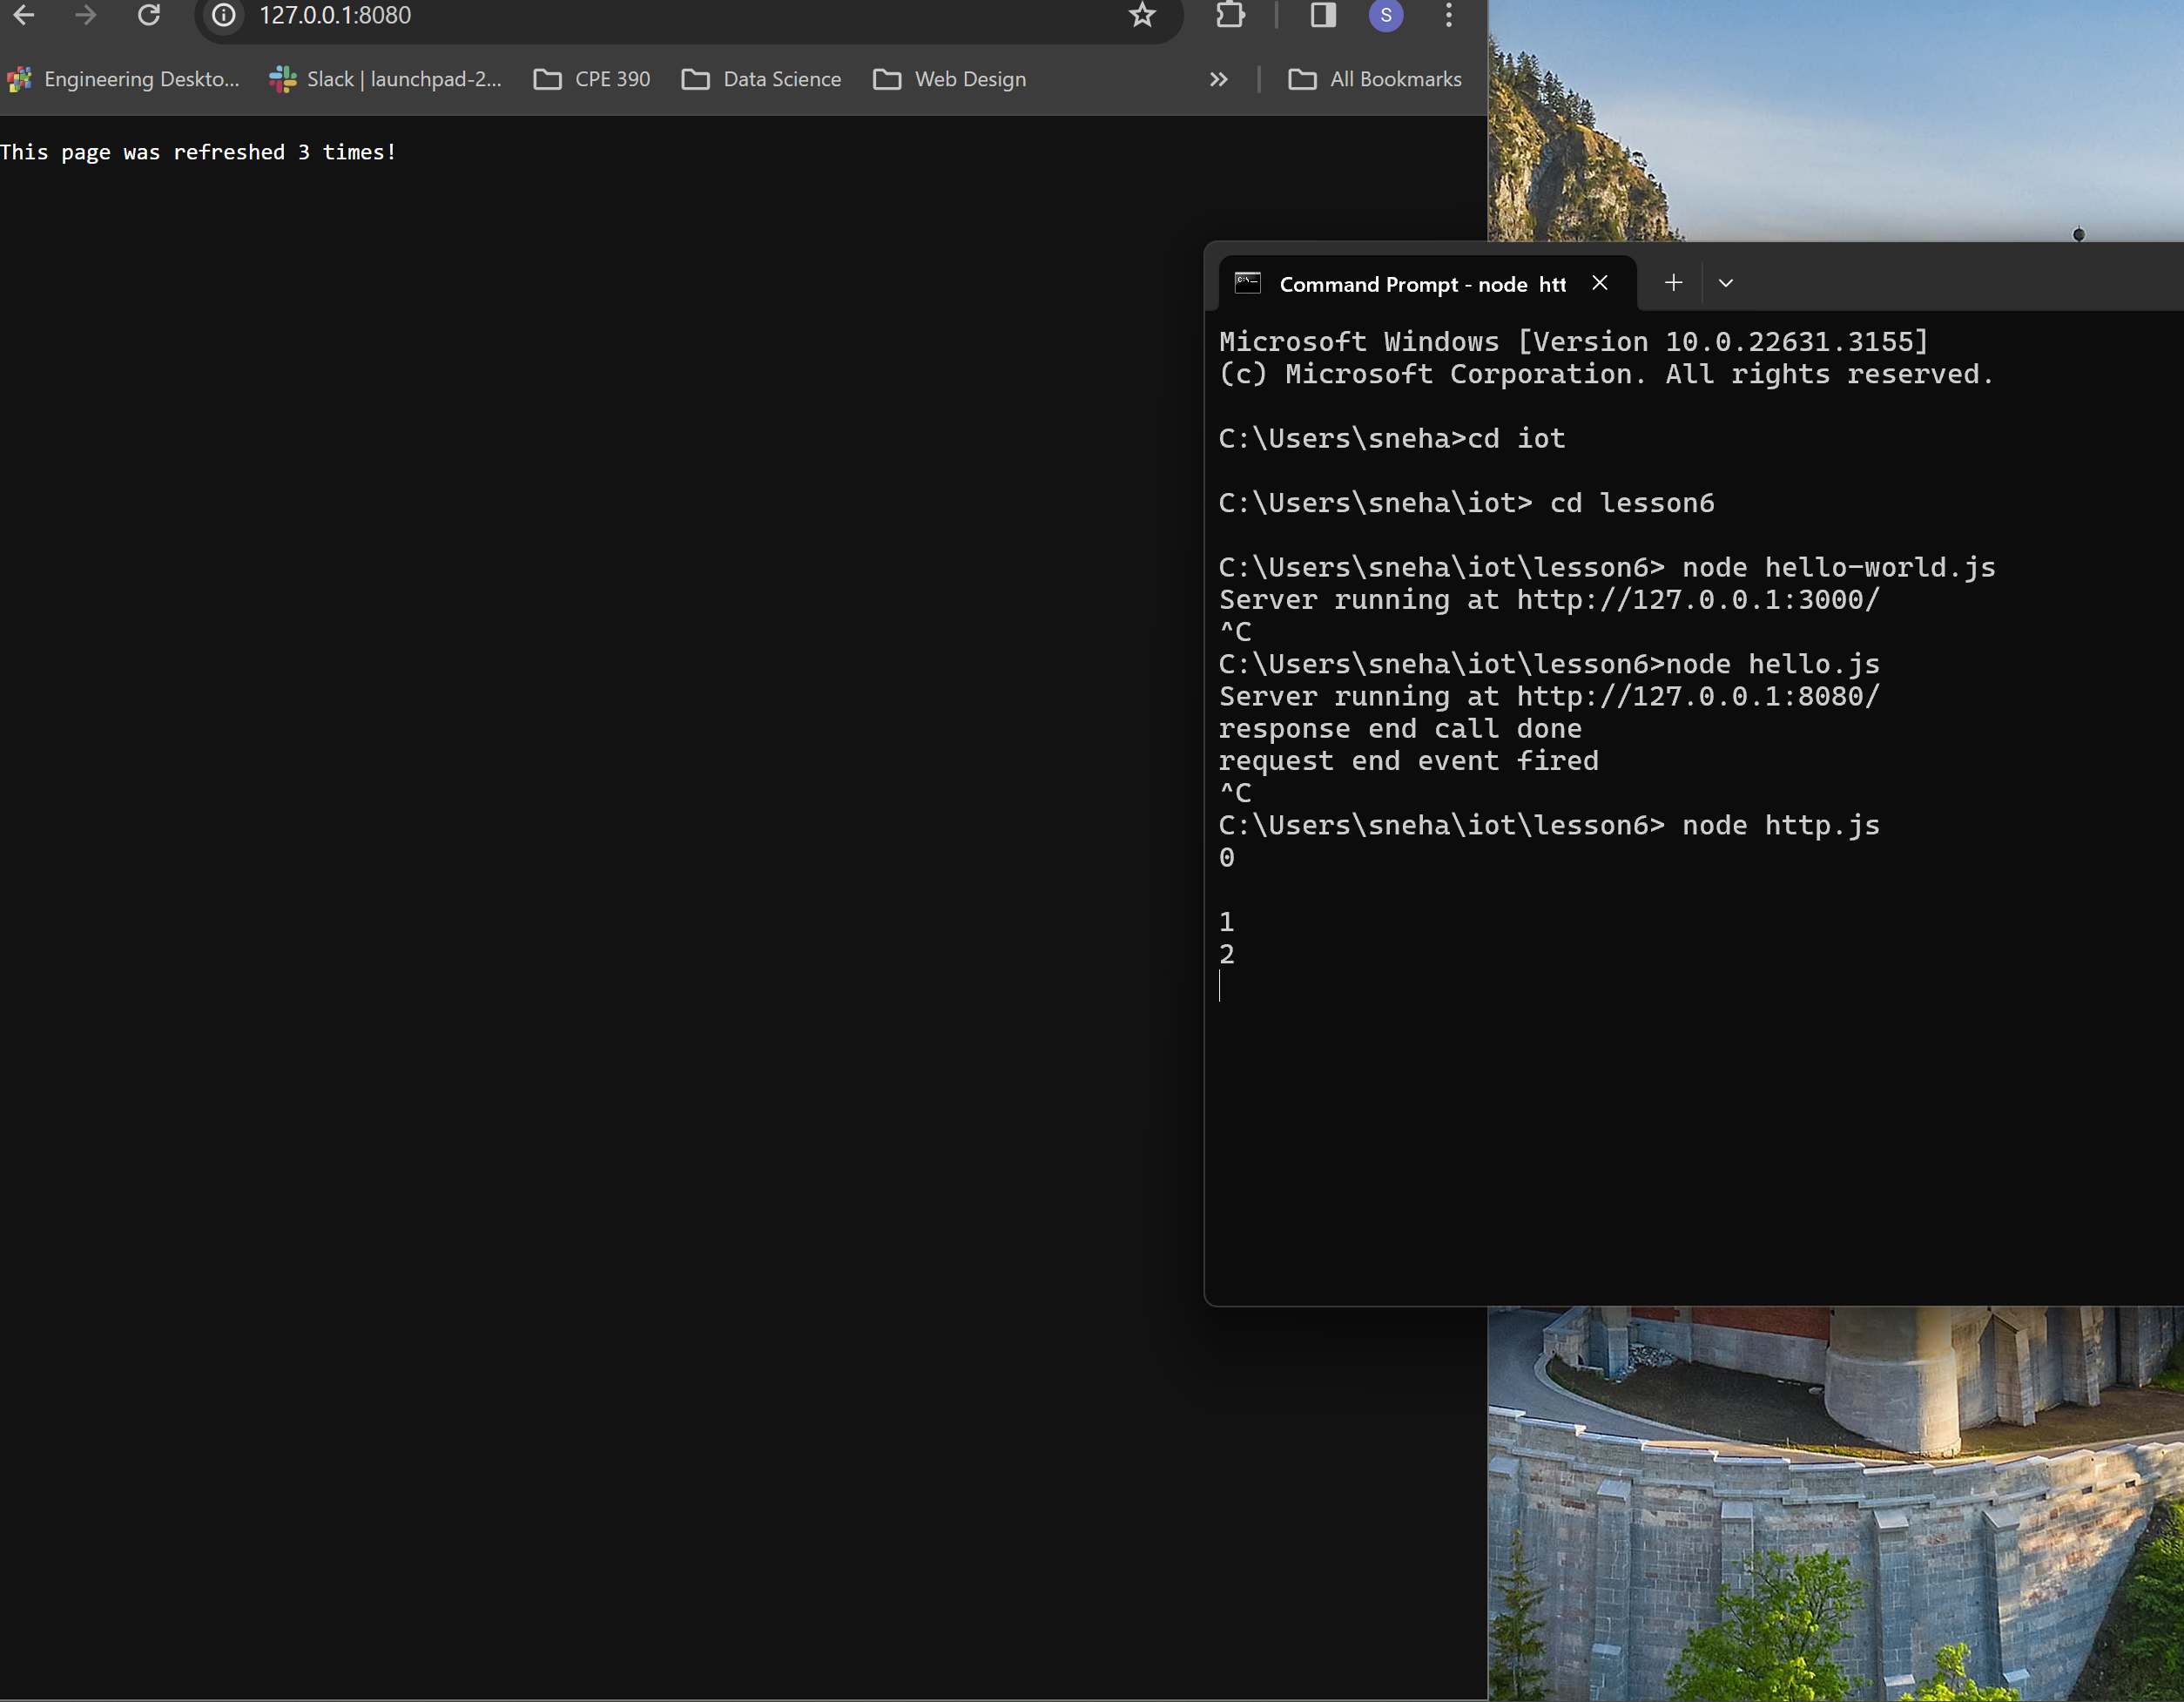 127.0.0.1:8080
S
Engineering Deskto...
Slack | launchpad-2...
CPE 390
Data Science
Web Design
All Bookmarks
This page was refreshed 3 times!
Command Prompt - node htt
Microsoft Windows [Version 10.0.22631.3155]
(c) Microsoft Corporation. All rights reserved.
C:\Users\sneha>cd iot
C:\Users\sneha\iot> cd lesson6
C:\Users\sneha\iot\lesson6> node hello-world.js
Server running at http://127.0.0.1:3000/
^C
C:\Users\sneha\iot\lesson6>node hello.js
Server running at http://127.0.0.1:8080/
response end call done
request end event fired
^C
C:\Users\sneha\iot\lesson6> node http.js
0
1
2